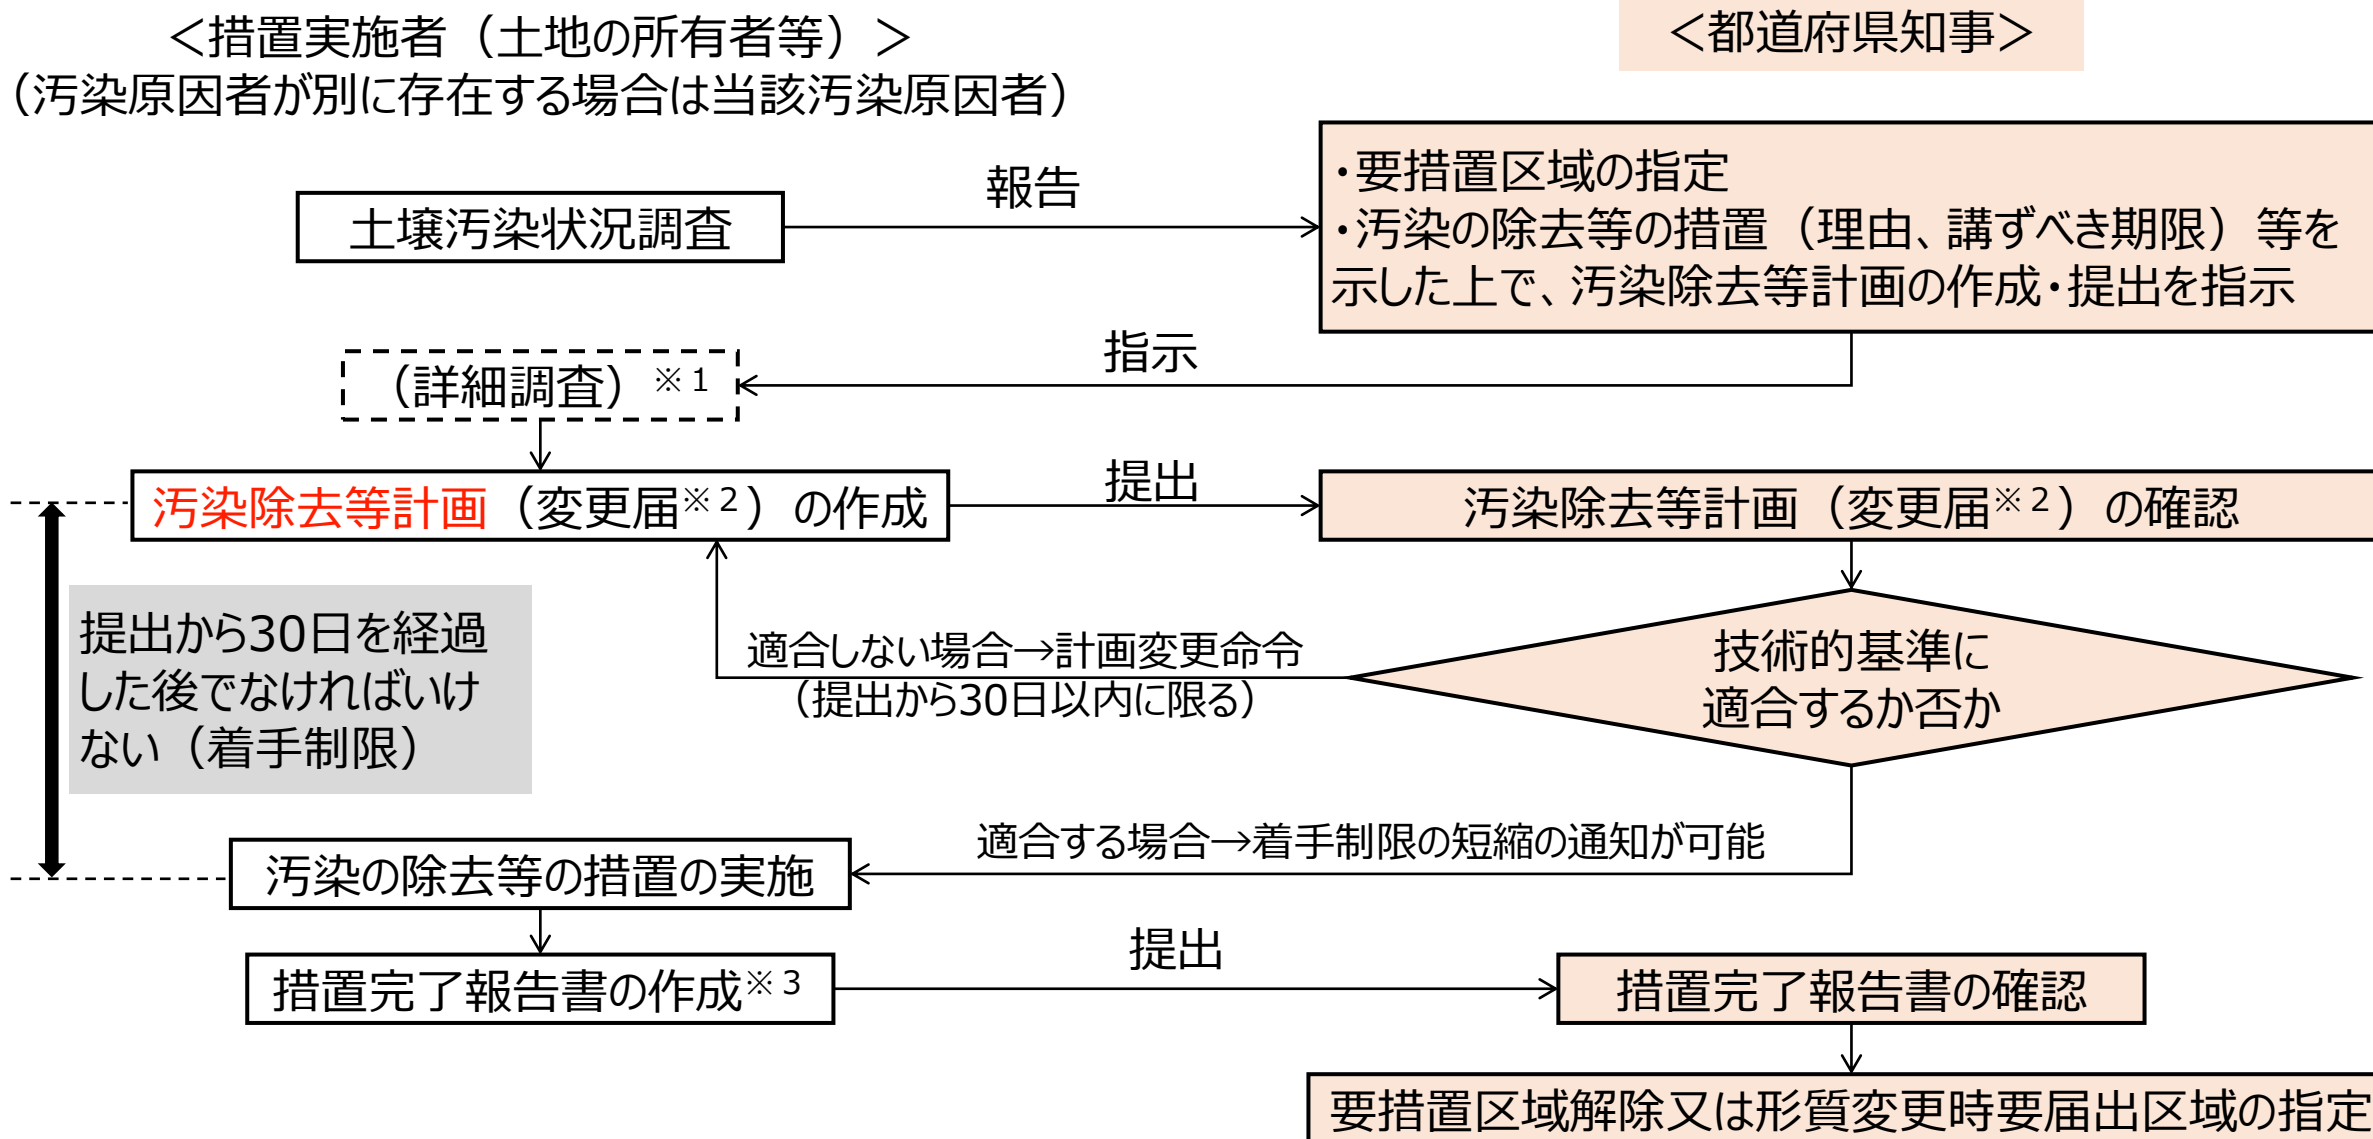 ＜措置実施者（土地の所有者等）＞
（汚染原因者が別に存在する場合は当該汚染原因者）
＜都道府県知事＞
土壌汚染状況調査
報告
・要措置区域の指定
・汚染の除去等の措置（理由、講ずべき期限）等を
示した上で、汚染除去等計画の作成・提出を指示
指示
（詳細調査）※1
汚染除去等計画（変更届※2）の作成
提出
汚染除去等計画（変更届※2）の確認
提出から30日を経過
した後でなければいけ
ない（着手制限）
適合しない場合→計画変更命令
（提出から30日以内に限る）
技術的基準に
適合するか否か
適合する場合→着手制限の短縮の通知が可能
汚染の除去等の措置の実施
措置完了報告書の作成※3
提出
措置完了報告書の確認
要措置区域解除又は形質変更時要届出区域の指定